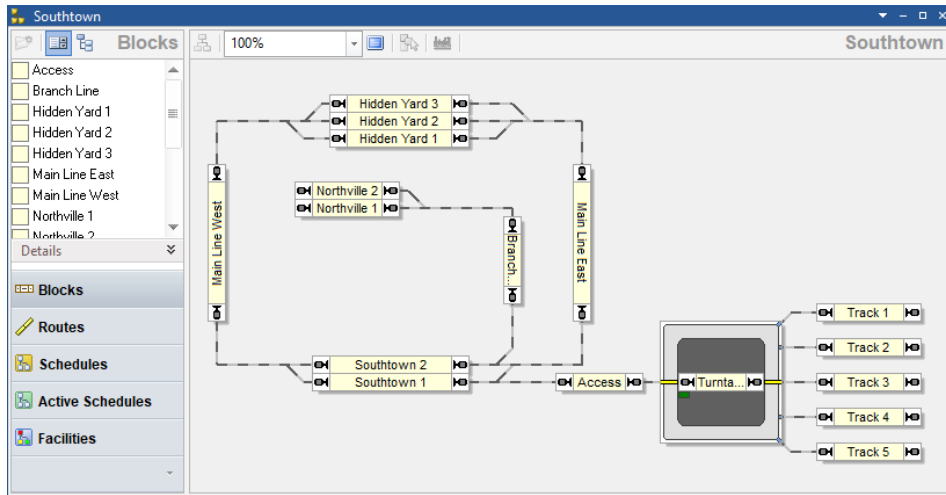 Southtown
Blocks
100%
Southtown
Access
Branch Line
Hidden Yard 1
Hidden Yard 2
Hidden Yard 3
Main Line East
Main Line West
Northville 1
Northville 2
Details
Blocks
Routes
Schedules
Active Schedules
Facilities
Hidden Yard 3
Hidden Yard 2
Hidden Yard 1
Northville 2
Northville 1
Main Line West
Branch...
Main Line East
Southtown 2
Southtown 1
Access
Turnta...
Track 1
Track 2
Track 3
Track 4
Track 5